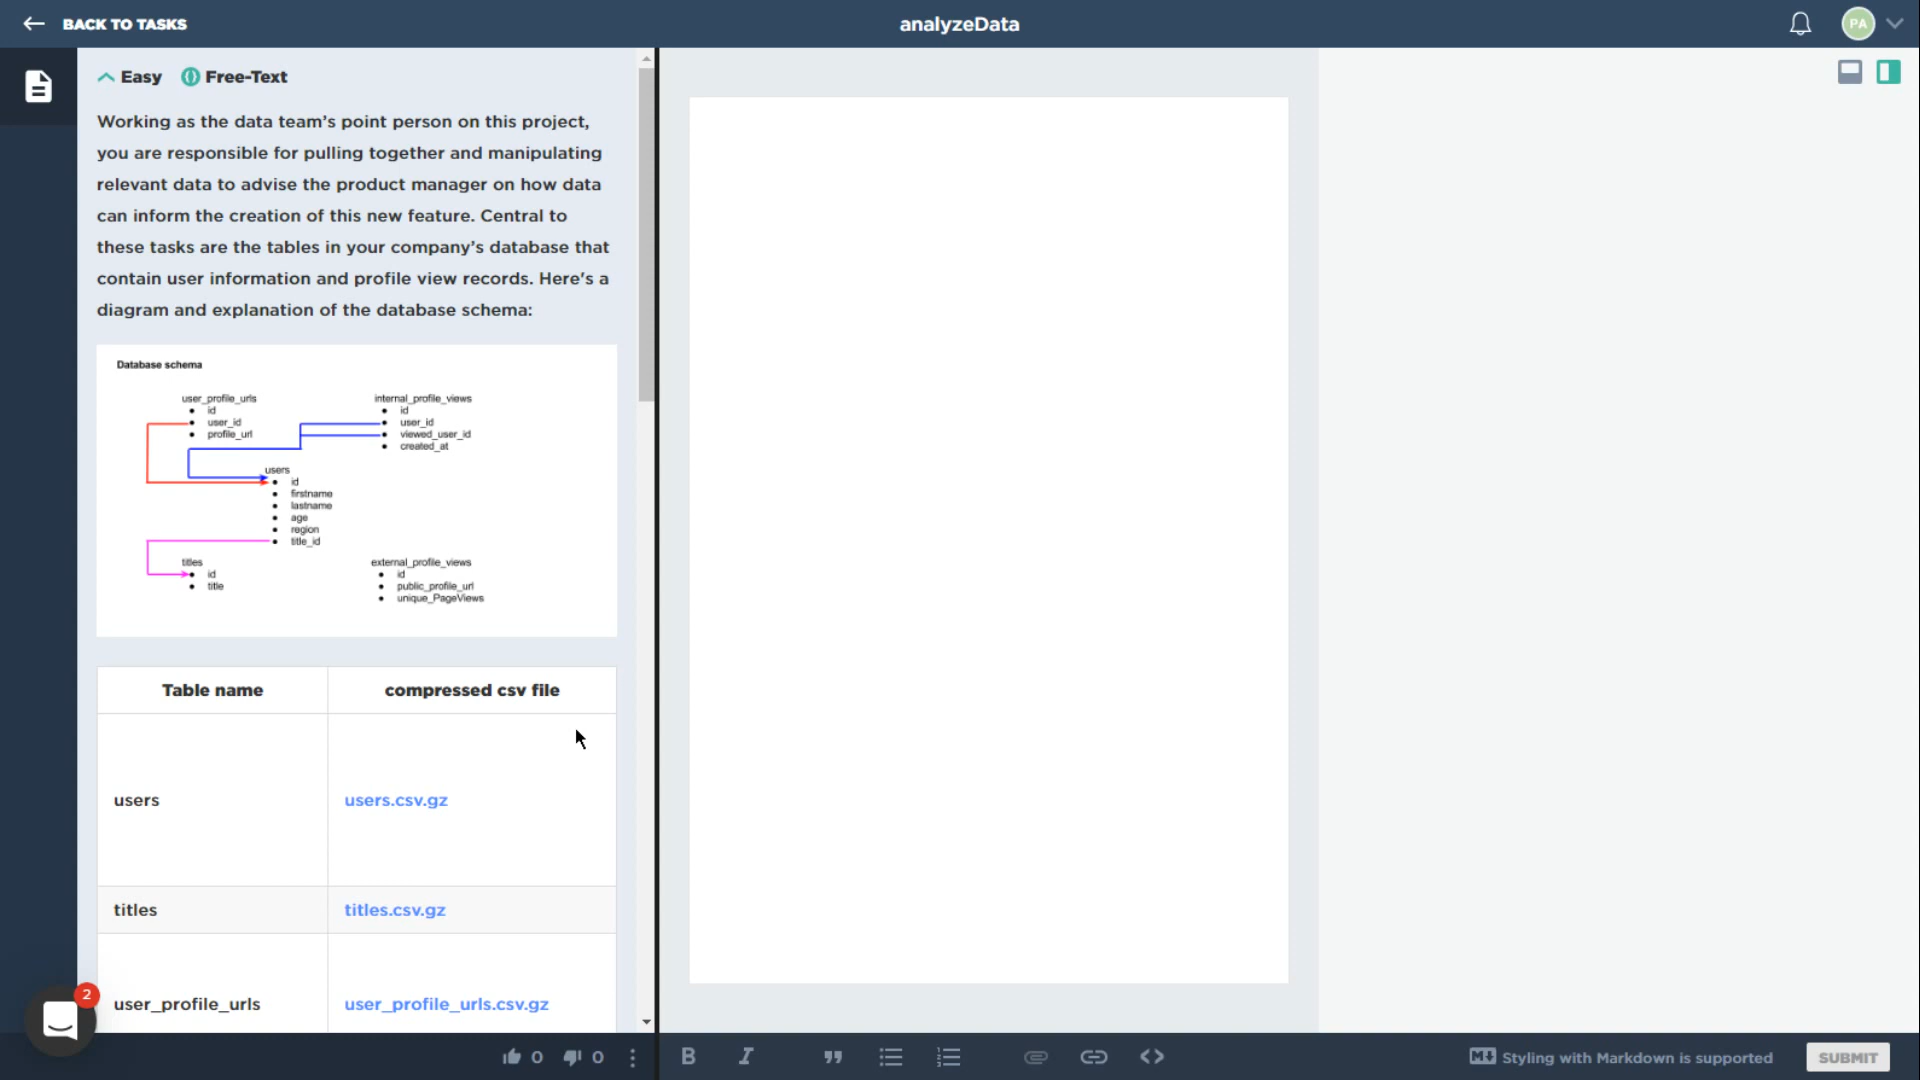 BACK TO TASKS
analyzeData
PA
Easy
Free-Text
Working as the data team's point person on this project,
you are responsible for pulling together and manipulating
relevant data to advise the product manager on how data
can inform the creation of this new feature. Central to
these tasks are the tables in your company's database that
contain user information and profile view records. Here's a
diagram and explanation of the database schema:
Database schema
user_profile_urls
id
user_id
profile_url
internal_profile_views
id
user_id
viewed_user_id
created_at
users
id
firstname
lastname
age
region
title_id
titles
id
title
external_profile_views
id
public_profile_url
unique_PageViews
Table name
compressed csv file
users
users.csv.gz
titles
titles.csv.gz
user_profile_urls
user_profile_urls.csv.gz
2
0
0
B
I
Styling with Markdown is supported
SUBMIT